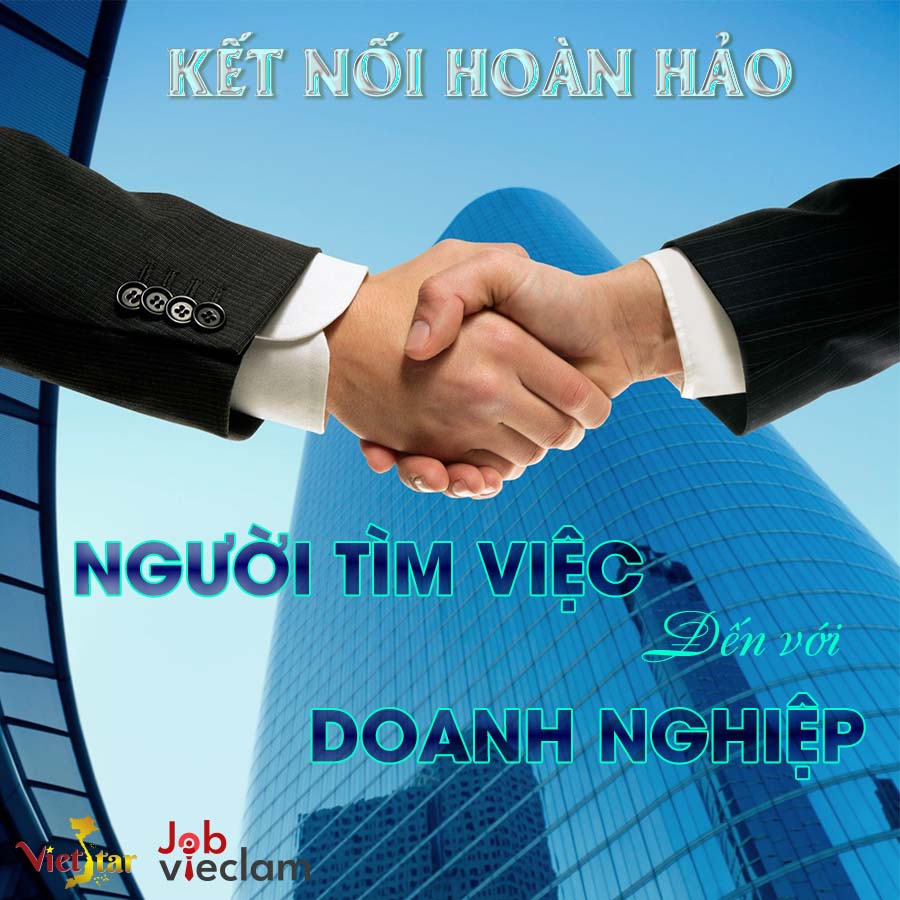 KẾT NỐI HOÀN HẢO
NGƯỜI TÌM VIỆC
Đến với
DOANH NGHIỆP
VietStar
Job
vieclam